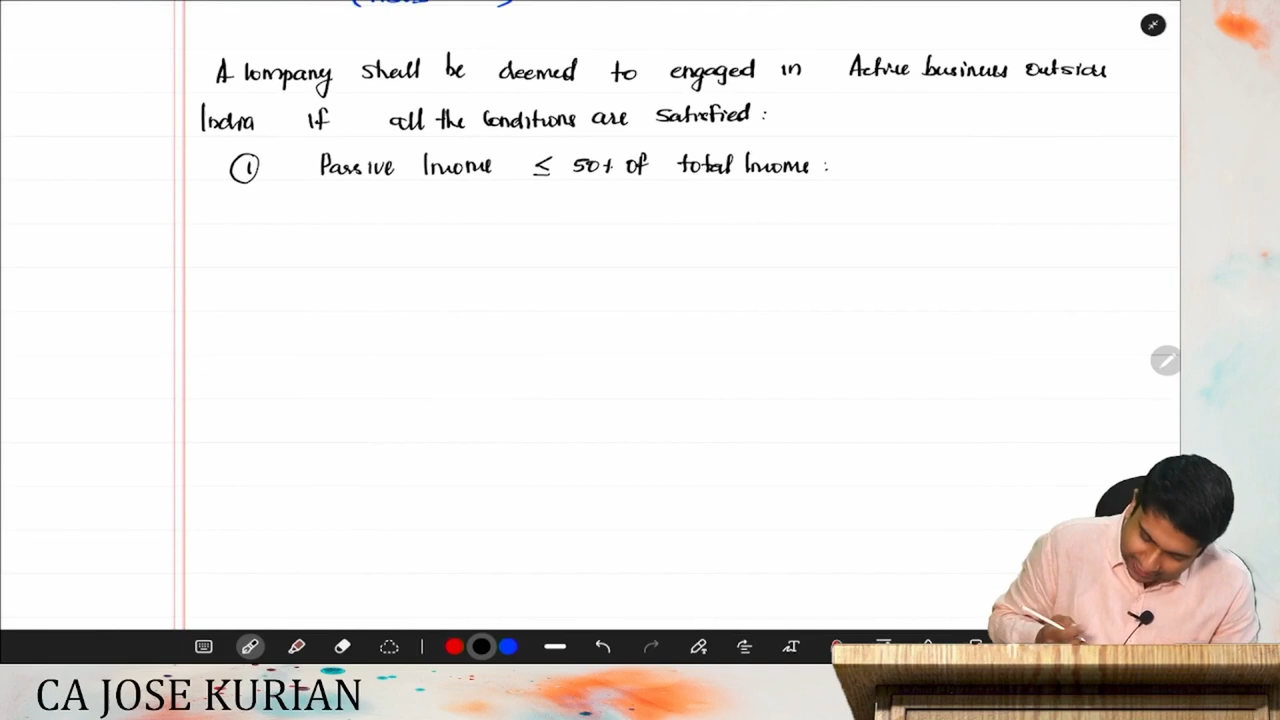 A Company shall be deemed to engaged in Active business outside
India if all the Conditions are satisfied :
① Passive Income ≤ 50% of total Income :
CA JOSE KURIAN